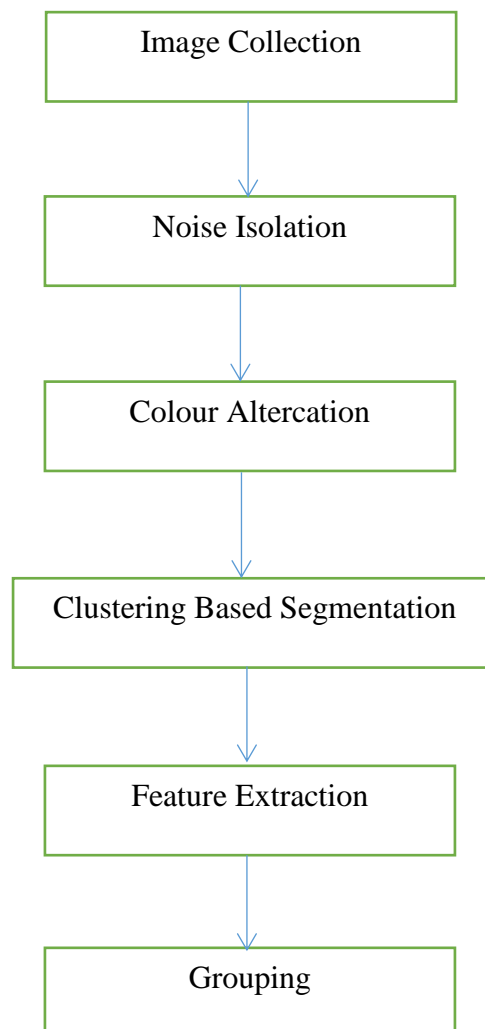 Image Collection
Noise Isolation
Colour Altercation
Clustering Based Segmentation
Feature Extraction
Grouping